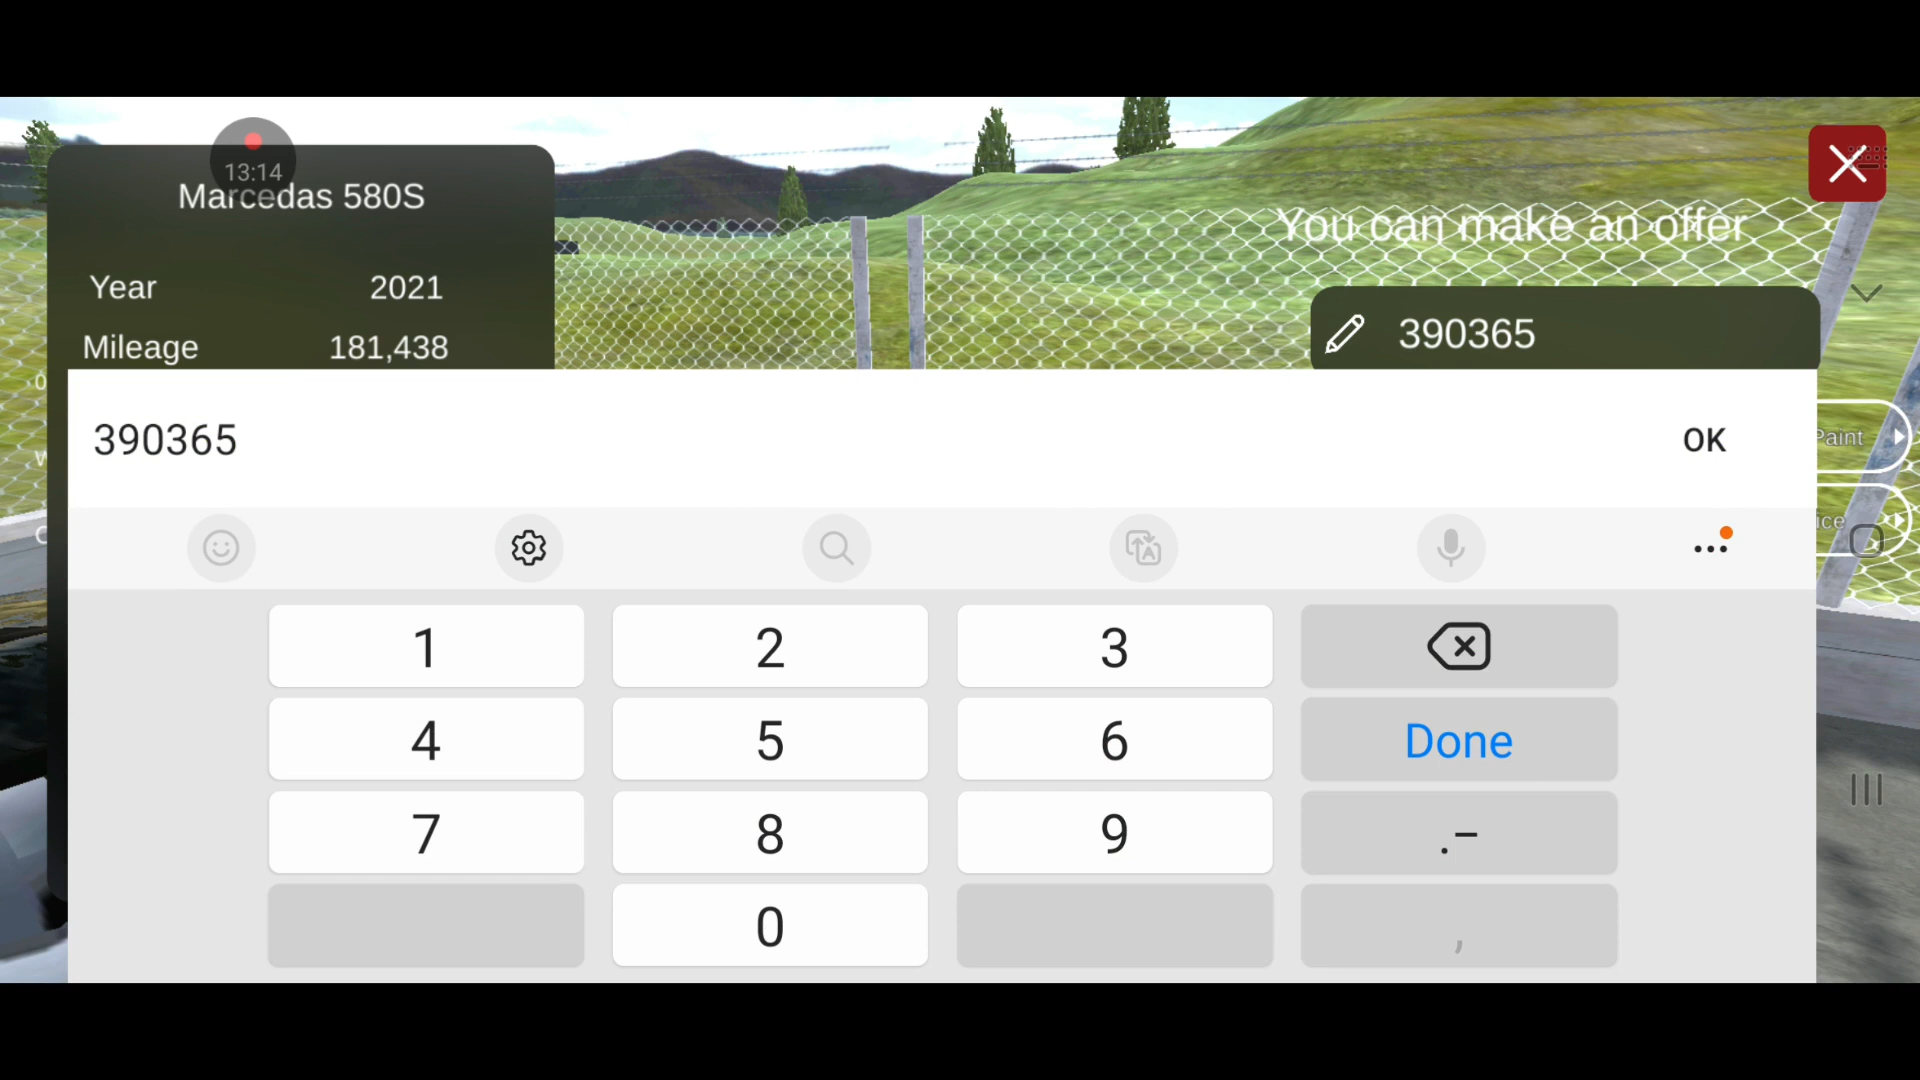 13:14
Marcedas 580S
You can make an offer
Year 2021
Mileage 181,438
390365
390365
OK
Paint
1 2 3
4 5 6 Done
7 8 9 .-
0 ,